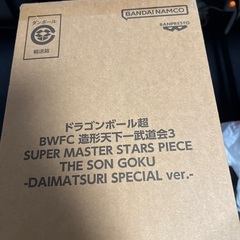 ダンボール
BANDAI NAMCO
BANPRESTO
ドラゴンボール超
BWFC 造形天下一武道会3
SUPER MASTER STARS PIECE
THE SON GOKU
-DAIMATSURI SPECIAL ver.-